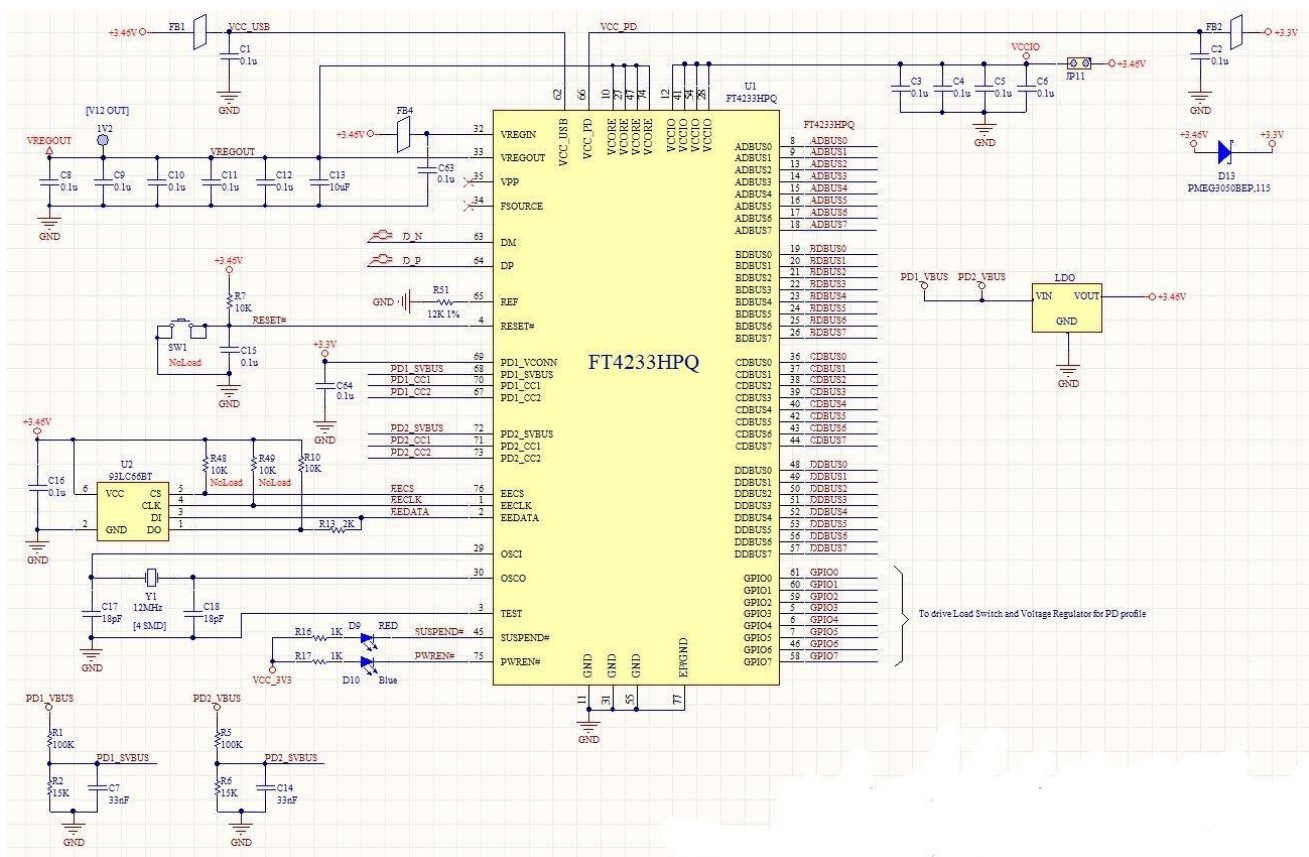 +3.46V FB1 VCC_USB VCC_PD FB2 +3.3V
C1
0.1u
GND
C2
0.1u
GND
VCCIO
JP11 +3.46V
C3
0.1u
C4
0.1u
C5
0.1u
C6
0.1u
GND
+3.46V +3.3V
D13
PMEG3050BEP,115
U1
FT4233HPQ
62 66 10 27 47 74 12 41 54 28
VCC_USB VCC_PD VCORE VCORE VCORE VCORE VCCIO VCCIO VCCIO VCCIO
[V12 OUT]
1V2
VREGOUT
VREGOUT
FB4
+3.46V
C8
0.1u
C9
0.1u
C10
0.1u
C11
0.1u
C12
0.1u
C13
10uF
C63
0.1u
GND
32 VREGIN
33 VREGOUT
35 VPP
34 FSOURCE
D_N 63 DM
D_P 64 DP
R51
GND 12K 1% 65 REF
RESET# 4 RESET#
+3.46V
R7
10K
SW1
NoLoad
C15
0.1u
GND
+3.3V
C64
0.1u
GND
69 PD1_VCONN
PD1_SVBUS 68 PD1_SVBUS
PD1_CC1 70 PD1_CC1
PD1_CC2 67 PD1_CC2
PD2_SVBUS 72 PD2_SVBUS
PD2_CC1 71 PD2_CC1
PD2_CC2 73 PD2_CC2
FT4233HPQ
+3.46V
C16
0.1u
GND
U2
93LC66BT
6 VCC CS 5
CLK 4
DI 3
2 GND DO 1
R48
10K
NoLoad
R49
10K
NoLoad
R10
10K
R13 2K
EECS 76 EECS
EECLK 1 EECLK
EEDATA 2 EEDATA
29 OSCI
30 OSCO
3 TEST
Y1
12MHz
[4 SMD]
C17
18pF
C18
18pF
GND
R16 1K D9 RED SUSPEND# 45 SUSPEND#
R17 1K D10 Blue PWREN# 75 PWREN#
VCC_3V3
GND GND GND EP/GND
11 31 55 77
GND
FT4233HPQ
ADBUS0 8 ADBUS0
ADBUS1 9 ADBUS1
ADBUS2 13 ADBUS2
ADBUS3 14 ADBUS3
ADBUS4 15 ADBUS4
ADBUS5 16 ADBUS5
ADBUS6 17 ADBUS6
ADBUS7 18 ADBUS7
BDBUS0 19 BDBUS0
BDBUS1 20 BDBUS1
BDBUS2 21 BDBUS2
BDBUS3 22 BDBUS3
BDBUS4 23 BDBUS4
BDBUS5 24 BDBUS5
BDBUS6 25 BDBUS6
BDBUS7 26 BDBUS7
CDBUS0 36 CDBUS0
CDBUS1 37 CDBUS1
CDBUS2 38 CDBUS2
CDBUS3 39 CDBUS3
CDBUS4 40 CDBUS4
CDBUS5 42 CDBUS5
CDBUS6 43 CDBUS6
CDBUS7 44 CDBUS7
DDBUS0 48 DDBUS0
DDBUS1 49 DDBUS1
DDBUS2 50 DDBUS2
DDBUS3 51 DDBUS3
DDBUS4 52 DDBUS4
DDBUS5 53 DDBUS5
DDBUS6 56 DDBUS6
DDBUS7 57 DDBUS7
GPIO0 61 GPIO0
GPIO1 60 GPIO1
GPIO2 59 GPIO2
GPIO3 5 GPIO3
GPIO4 6 GPIO4
GPIO5 7 GPIO5
GPIO6 46 GPIO6
GPIO7 58 GPIO7
To drive Load Switch and Voltage Regulator for PD profile
PD1_VBUS PD2_VBUS LDO
VIN VOUT +3.46V
GND
GND
PD1_VBUS
R1
100K
PD1_SVBUS
R2
15K
C7
33nF
GND
PD2_VBUS
R5
100K
PD2_SVBUS
R6
15K
C14
33nF
GND